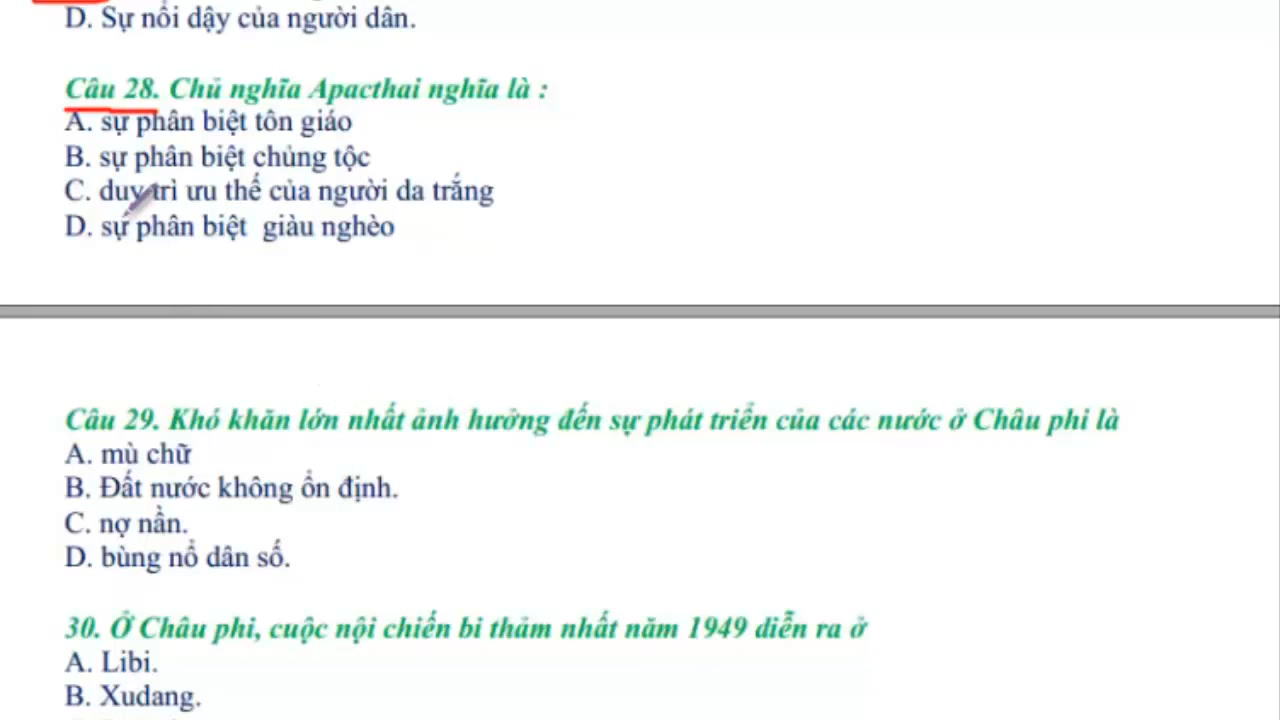 D. Sự nổi dậy của người dân.
Câu 28. Chủ nghĩa Apacthai nghĩa là :
A. sự phân biệt tôn giáo
B. sự phân biệt chủng tộc
C. duy trì ưu thế của người da trắng
D. sự phân biệt giàu nghèo
Câu 29. Khó khăn lớn nhất ảnh hưởng đến sự phát triển của các nước ở Châu phi là
A. mù chữ
B. Đất nước không ổn định.
C. nợ nần.
D. bùng nổ dân số.
30. Ở Châu phi, cuộc nội chiến bi thảm nhất năm 1949 diễn ra ở
A. Libi.
B. Xudang.